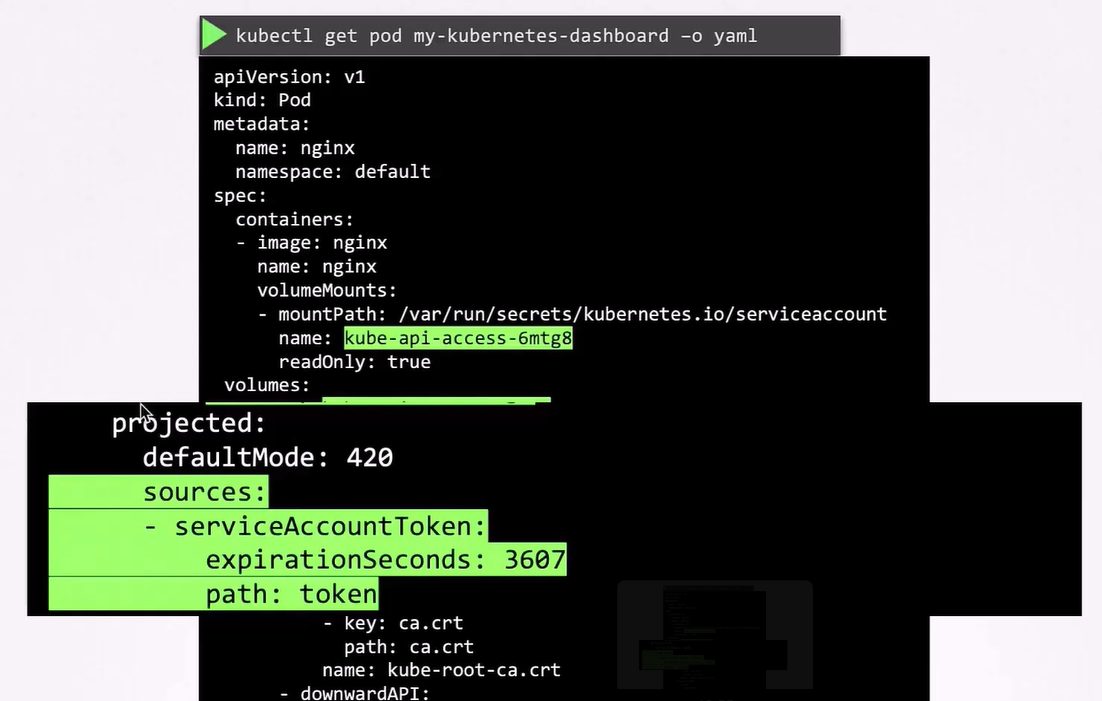 kubectl get pod my-kubernetes-dashboard –o yaml
apiVersion: v1
kind: Pod
metadata:
  name: nginx
  namespace: default
spec:
  containers:
  - image: nginx
    name: nginx
    volumeMounts:
    - mountPath: /var/run/secrets/kubernetes.io/serviceaccount
      name: kube-api-access-6mtg8
      readOnly: true
 volumes:
projected:
  defaultMode: 420
  sources:
  - serviceAccountToken:
      expirationSeconds: 3607
      path: token
          - key: ca.crt
            path: ca.crt
          name: kube-root-ca.crt
      - downwardAPI: